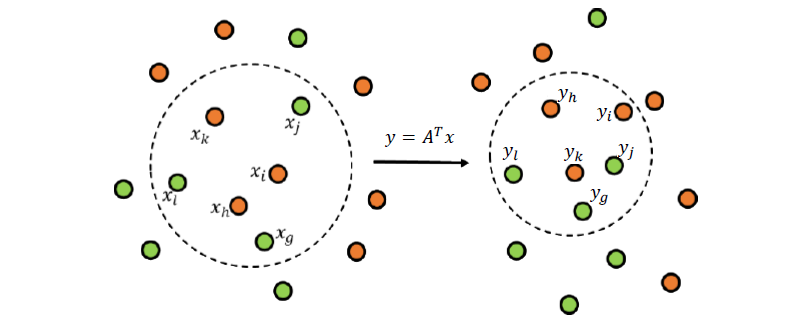 x_k
x_j
x_i
x_l
x_h
x_g
y = A^T x
y_h
y_i
y_l
y_k
y_j
y_g